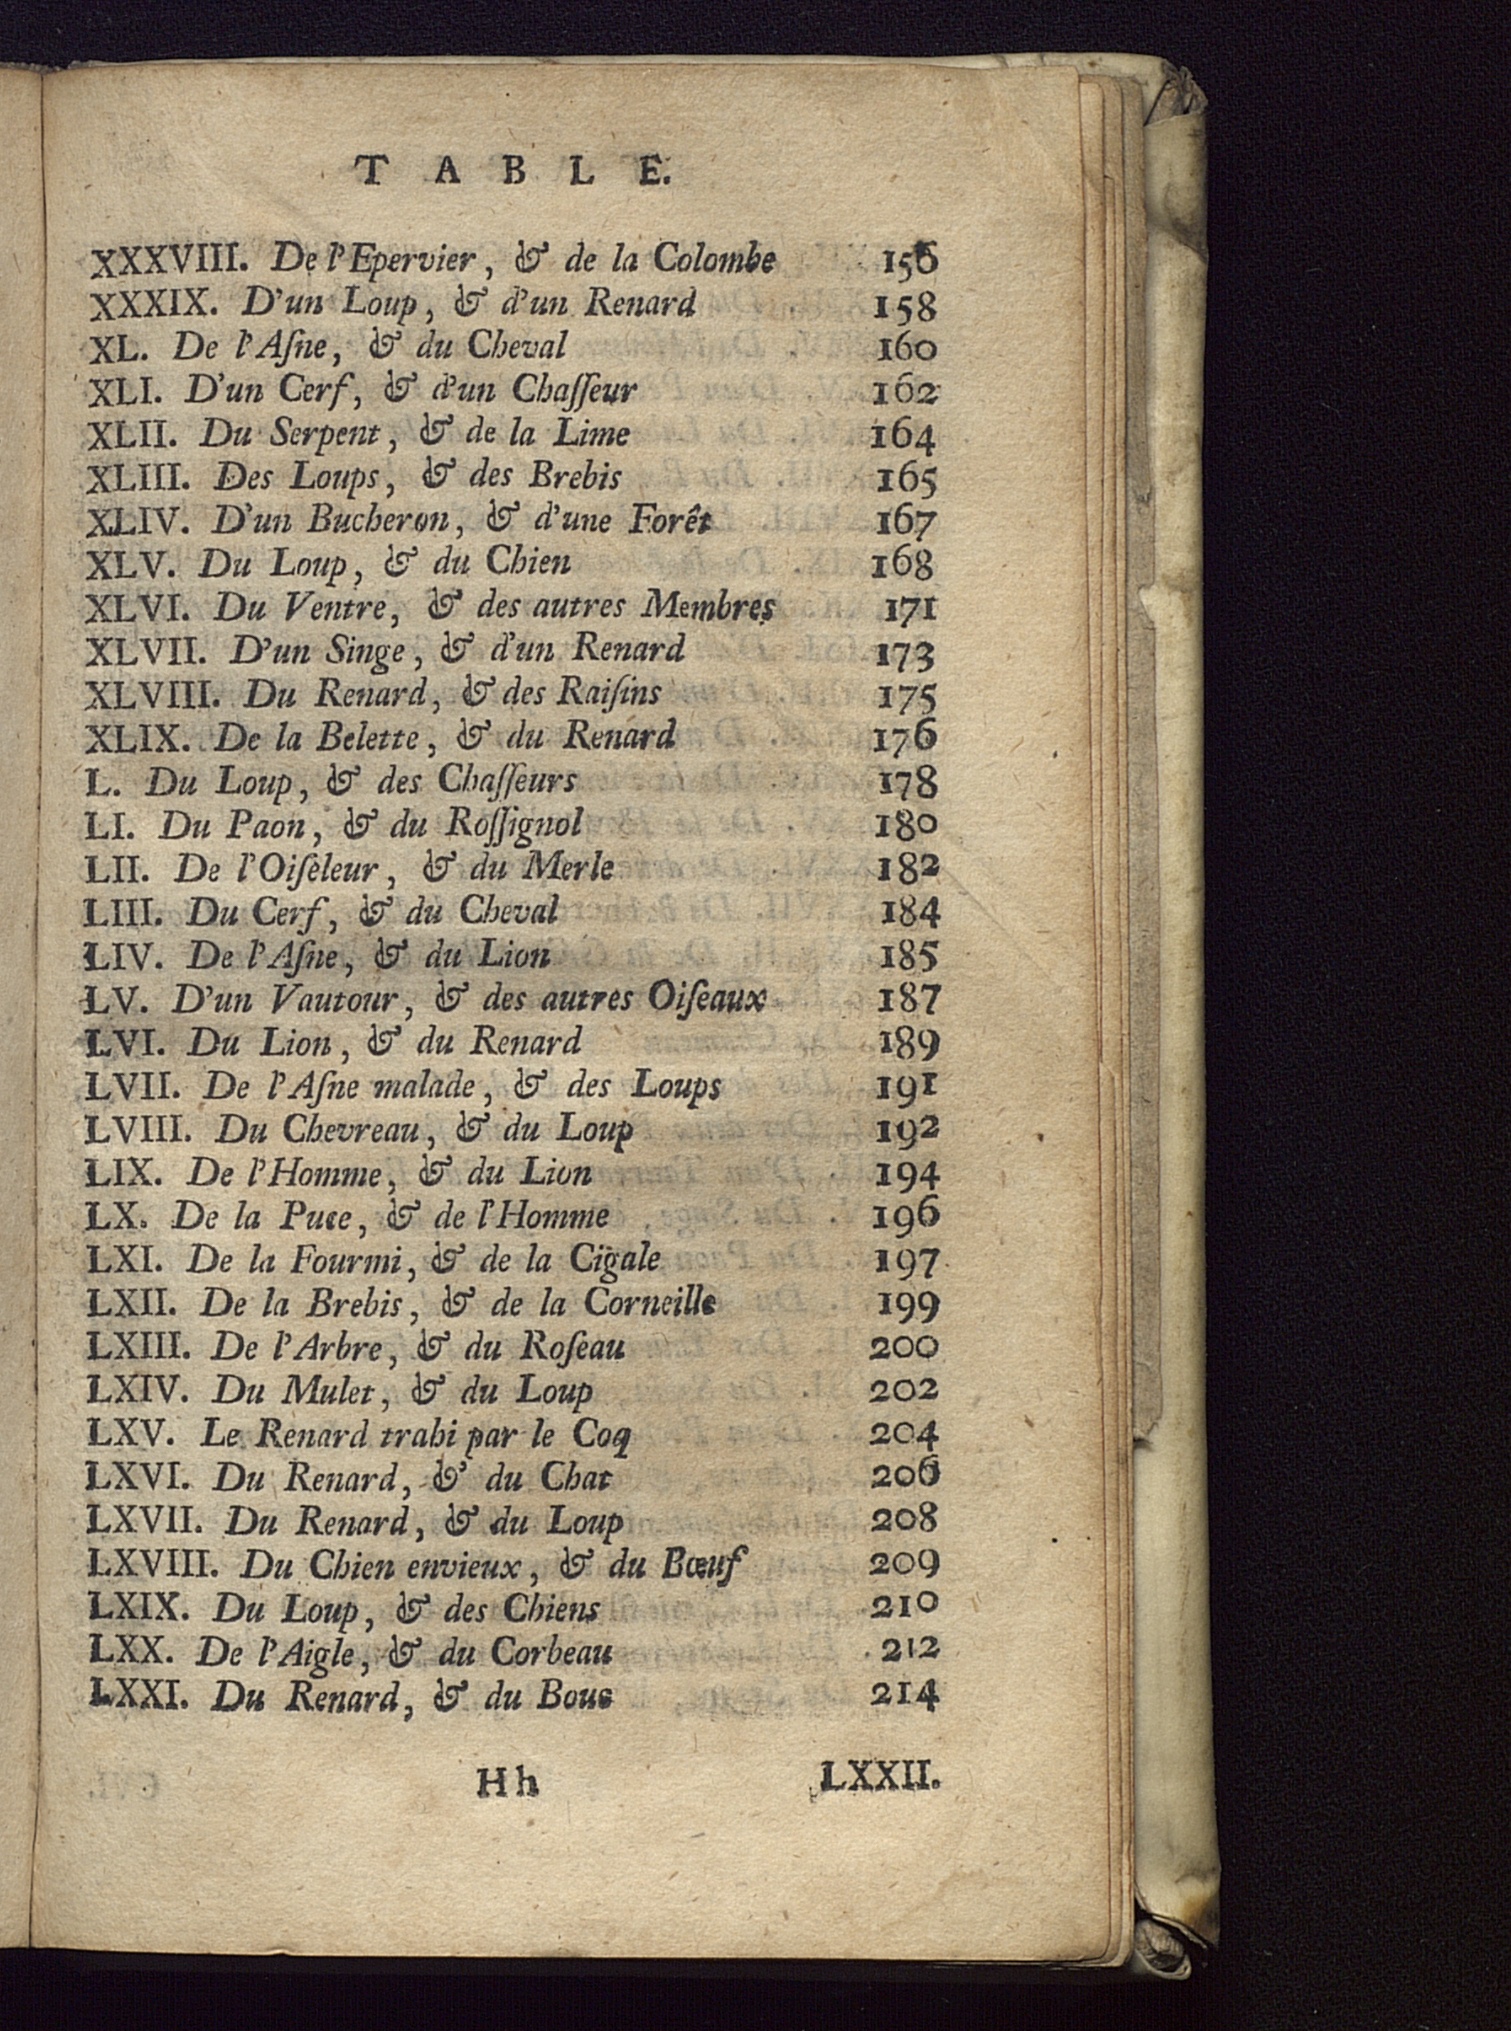 TABLE.
XXXVIII. De l'Epervier, & de la Colombe 156
XXXIX. D'un Loup, & d'un Renard 158
XL. De l'Aſne, & du Cheval 160
XLI. D'un Cerf, & d'un Chaſſeur 162
XLII. Du Serpent, & de la Lime 164
XLIII. Des Loups, & des Brebis 165
XLIV. D'un Bucheron, & d'une Forêt 167
XLV. Du Loup, & du Chien 168
XLVI. Du Ventre, & des autres Membres 171
XLVII. D'un Singe, & d'un Renard 173
XLVIII. Du Renard, & des Raiſins 175
XLIX. De la Belette, & du Renard 176
L. Du Loup, & des Chaſſeurs 178
LI. Du Paon, & du Roſſignol 180
LII. De l'Oiſeleur, & du Merle 182
LIII. Du Cerf, & du Cheval 184
LIV. De l'Aſne, & du Lion 185
LV. D'un Vautour, & des autres Oiſeaux 187
LVI. Du Lion, & du Renard 189
LVII. De l'Aſne malade, & des Loups 191
LVIII. Du Chevreau, & du Loup 192
LIX. De l'Homme, & du Lion 194
LX. De la Puce, & de l'Homme 196
LXI. De la Fourmi, & de la Cigale 197
LXII. De la Brebis, & de la Corneille 199
LXIII. De l'Arbre, & du Roſeau 200
LXIV. Du Mulet, & du Loup 202
LXV. Le Renard trahi par le Coq 204
LXVI. Du Renard, & du Chat 206
LXVII. Du Renard, & du Loup 208
LXVIII. Du Chien envieux, & du Bœuf 209
LXIX. Du Loup, & des Chiens 210
LXX. De l'Aigle, & du Corbeau 212
LXXI. Du Renard, & du Bouc 214
Hh LXXII.